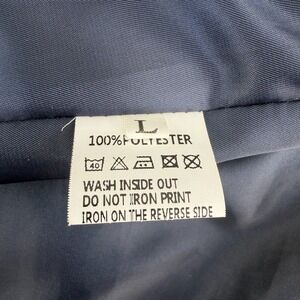 L
100%POLYESTER
40
WASH INSIDE OUT
DO NOT IRON PRINT
IRON ON THE REVERSE SIDE